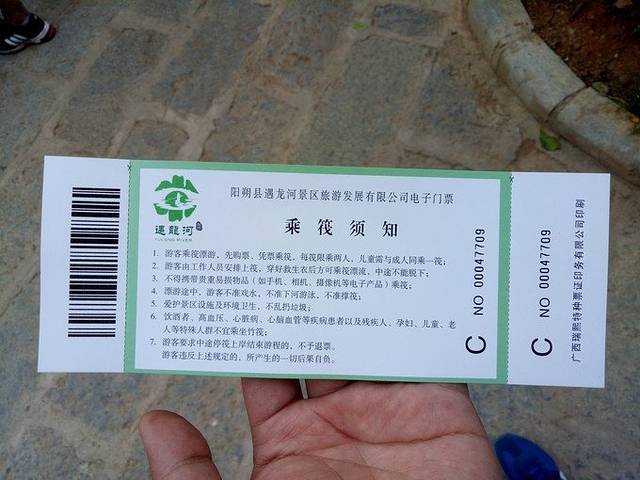 遇龍河
YULONG RIVER
阳朔县遇龙河景区旅游发展有限公司电子门票
乘筏须知
1. 游客乘筏漂游，先购票、凭票乘筏，每筏限乘两人，儿童需与成人同乘一筏；
2. 游客由工作人员安排上筏，穿好救生衣后方可乘筏漂流，中途不能脱下；
3. 不得携带贵重易损物品（如手机、相机、摄像机等电子产品）乘筏；
4. 漂游途中，游客不准戏水、不准下河游泳，不准撑筏；
5. 爱护景区设施及环境卫生，不乱扔垃圾；
6. 饮酒者、高血压、心脏病、心脑血管等疾病患者以及残疾人、孕妇、儿童、老
人等特殊人群不宜乘坐竹筏；
7. 游客要求中途停筏上岸结束游程的，不予退票。
游客违反上述规定的，所产生的一切后果自负。
C NO 00047709
C NO 00047709
广西瑞熙特种票证印务有限公司印刷